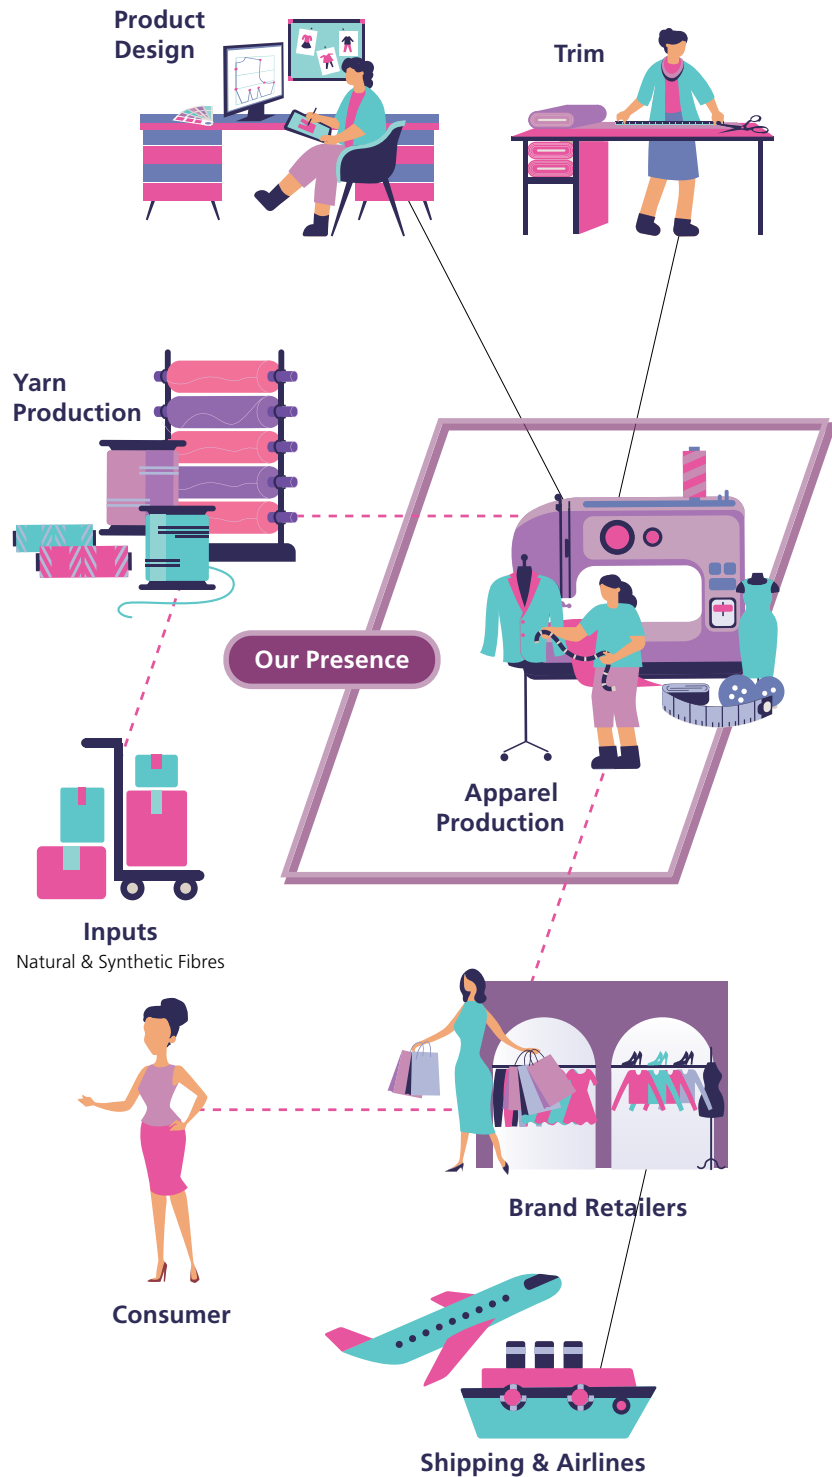 Product
Design
Trim
Yarn
Production
Our Presence
Apparel
Production
Inputs
Natural & Synthetic Fibres
Brand Retailers
Consumer
Shipping & Airlines